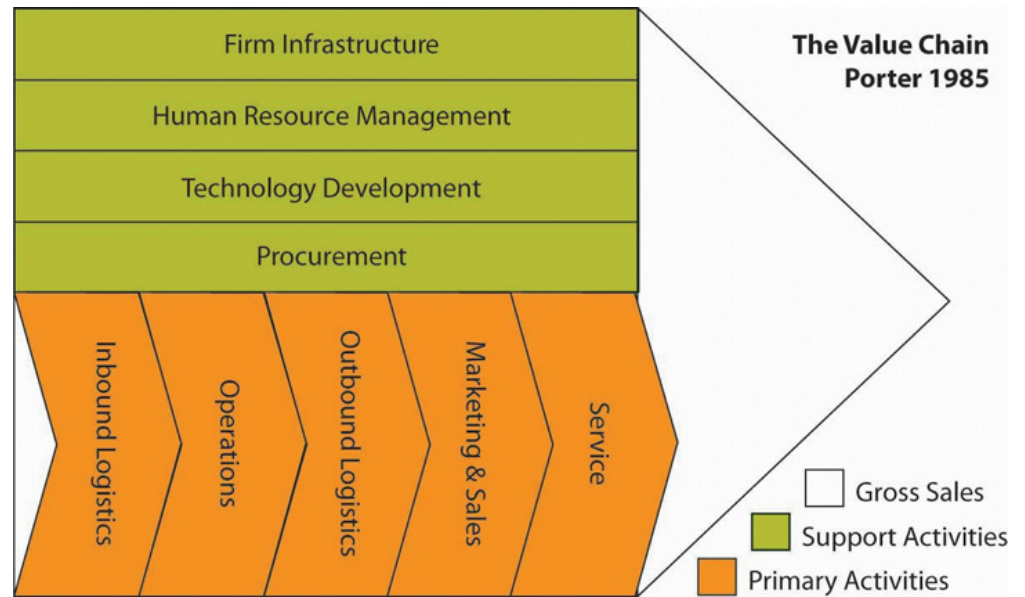 The Value Chain
Porter 1985
Firm Infrastructure
Human Resource Management
Technology Development
Procurement
Inbound Logistics
Operations
Outbound Logistics
Marketing & Sales
Service
Gross Sales
Support Activities
Primary Activities